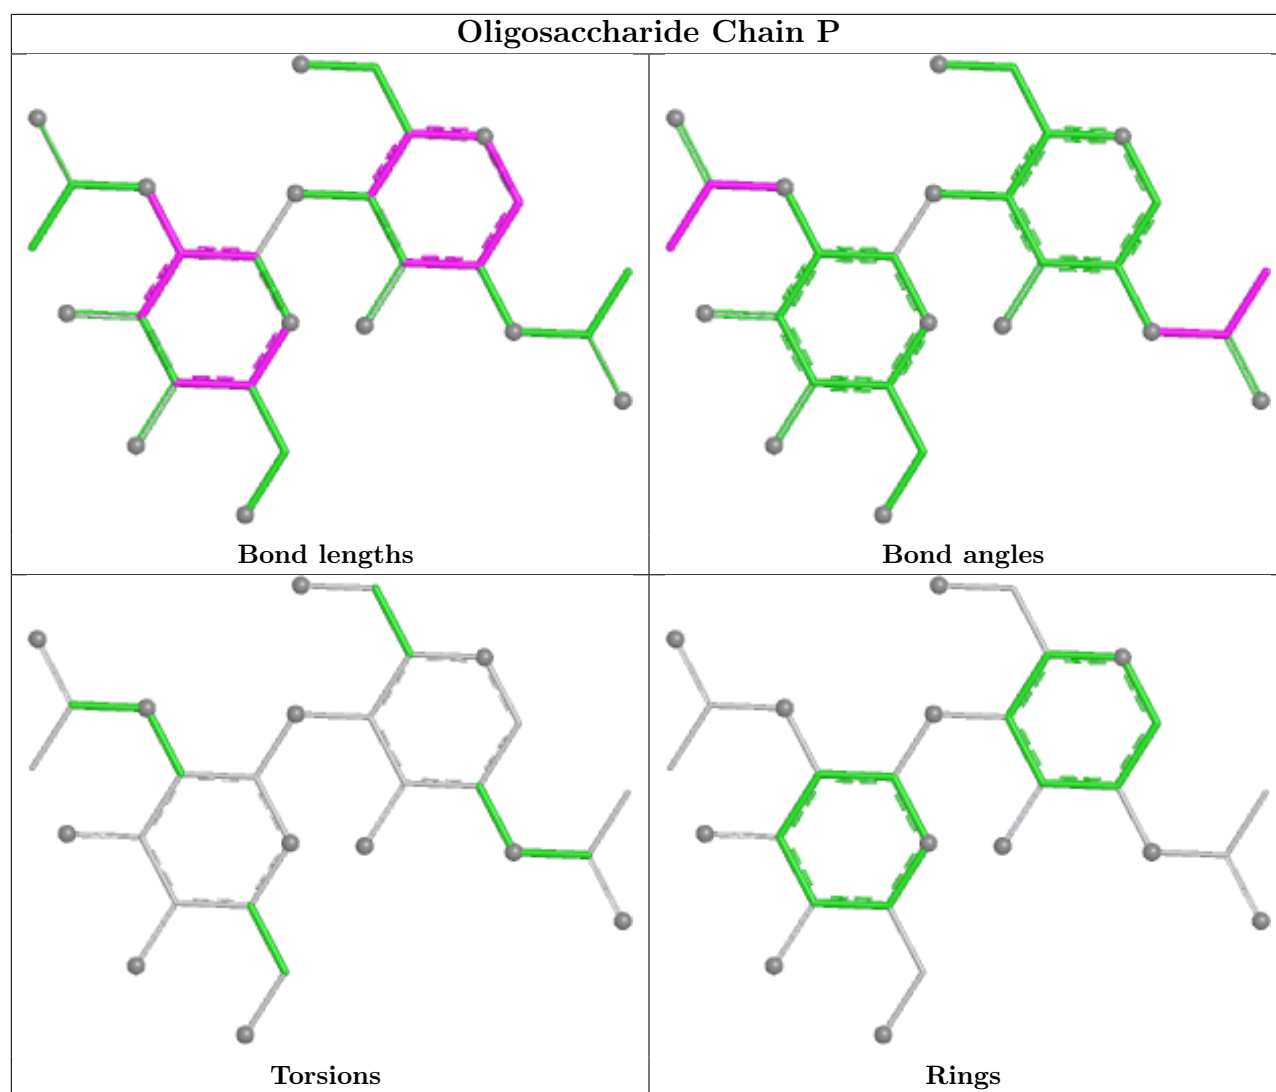 Oligosaccharide Chain P
Bond lengths
Bond angles
Torsions
Rings